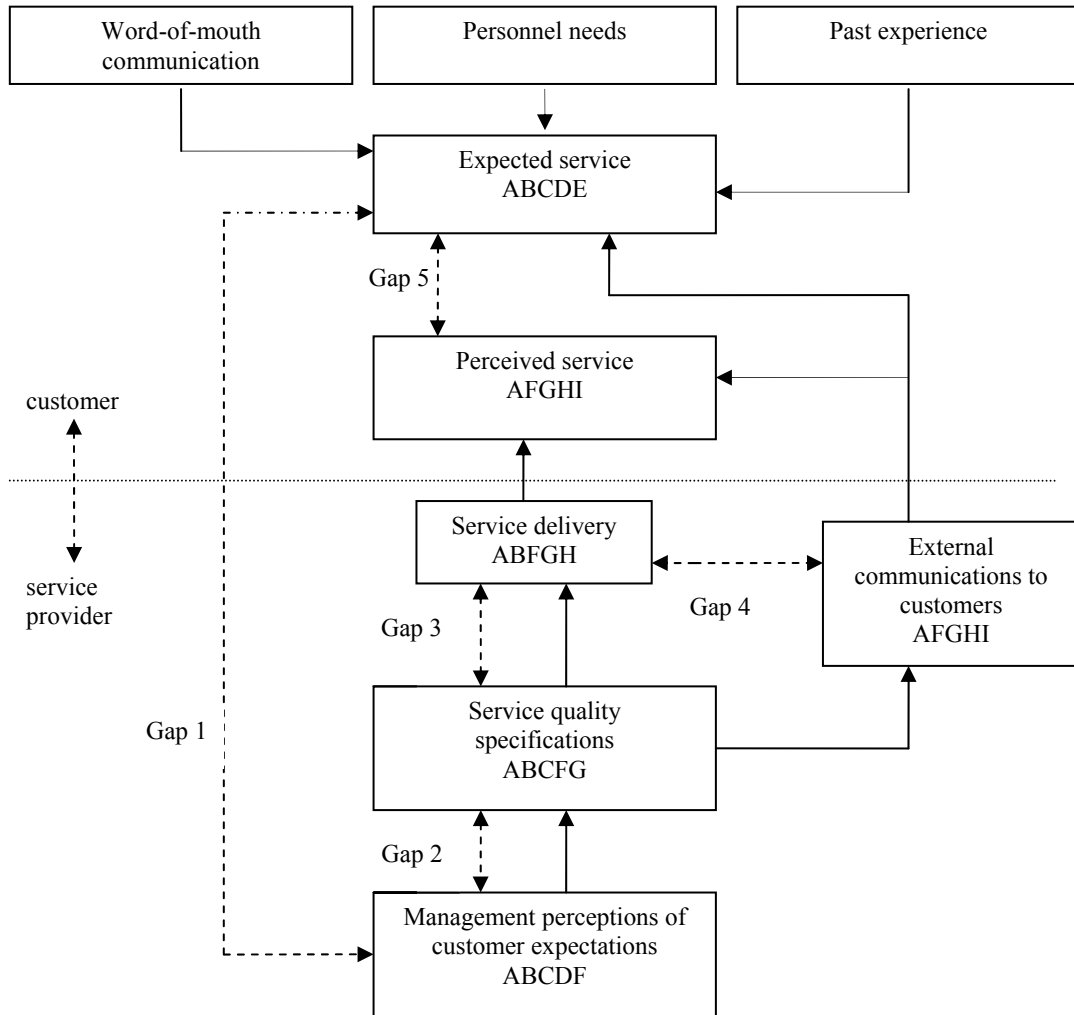 Word-of-mouth
communication
Personnel needs
Past experience
Expected service
ABCDE
Gap 5
Perceived service
AFGHI
customer
service
provider
Service delivery
ABFGH
External
communications to
customers
AFGHI
Gap 4
Gap 3
Gap 1
Service quality
specifications
ABCFG
Gap 2
Management perceptions of
customer expectations
ABCDF